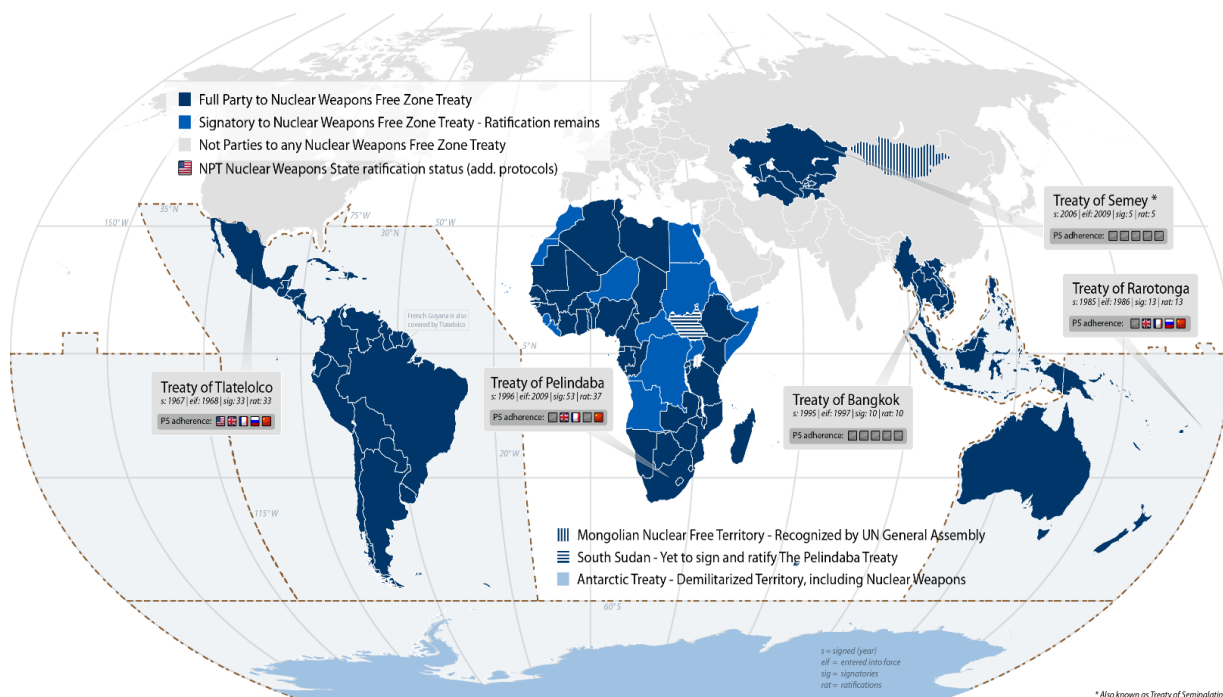 Full Party to Nuclear Weapons Free Zone Treaty
Signatory to Nuclear Weapons Free Zone Treaty - Ratification remains
Not Parties to any Nuclear Weapons Free Zone Treaty
NPT Nuclear Weapons State ratification status (add. protocols)
150° W
35° N
75° W
30° N
50° W
Treaty of Semey *
s: 2006 | eif: 2009 | sig: 5 | rat: 5
P5 adherence:
Treaty of Rarotonga
s: 1985 | eif: 1986 | sig: 13 | rat: 13
P5 adherence:
French Guyana is also
covered by Tlatelolco
5° N
Treaty of Tlatelolco
s: 1967 | eif: 1968 | sig: 33 | rat: 33
P5 adherence:
Treaty of Pelindaba
s: 1996 | eif: 2009 | sig: 53 | rat: 37
P5 adherence:
Treaty of Bangkok
s: 1995 | eif: 1997 | sig: 10 | rat: 10
P5 adherence:
20° W
115° W
Mongolian Nuclear Free Territory - Recognized by UN General Assembly
South Sudan - Yet to sign and ratify The Pelindaba Treaty
Antarctic Treaty - Demilitarized Territory, including Nuclear Weapons
60° S
s = signed (year)
eif = entered into force
sig = signatories
rat = ratifications
* Also known as Treaty of